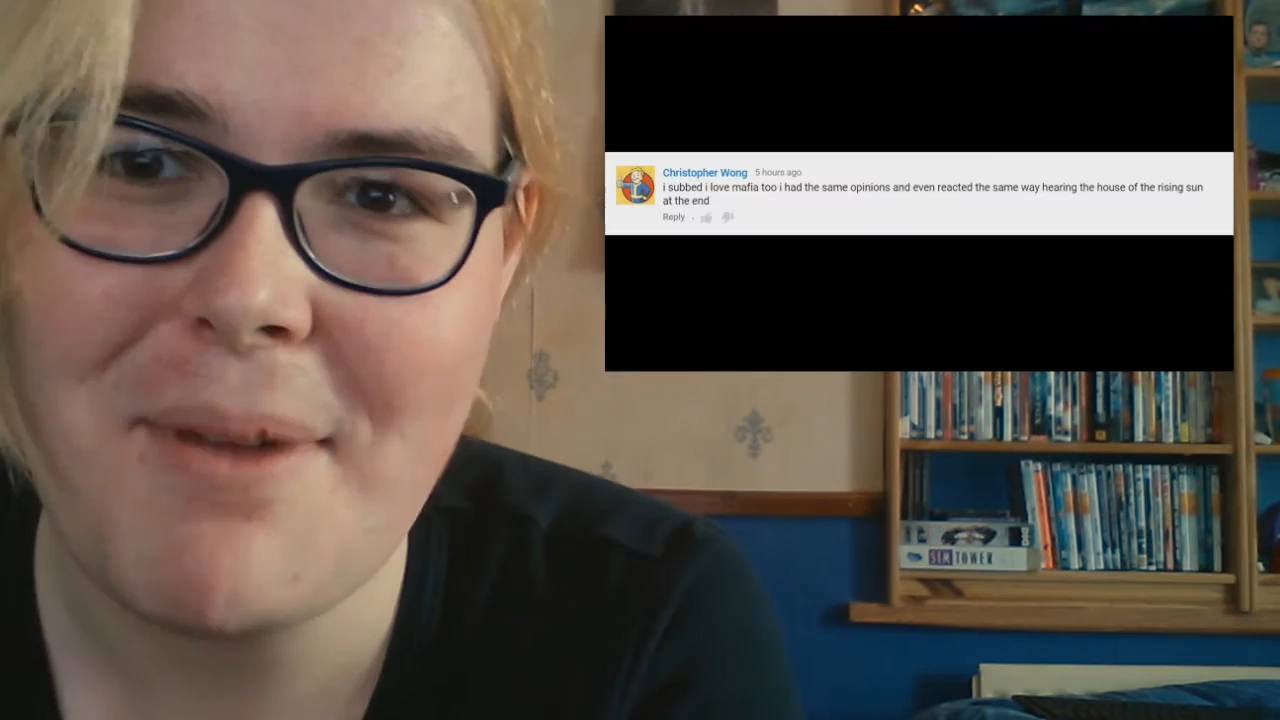 Christopher Wong 5 hours ago
i subbed i love mafia too i had the same opinions and even reacted the same way hearing the house of the rising sun
at the end
Reply
SIM TOWER